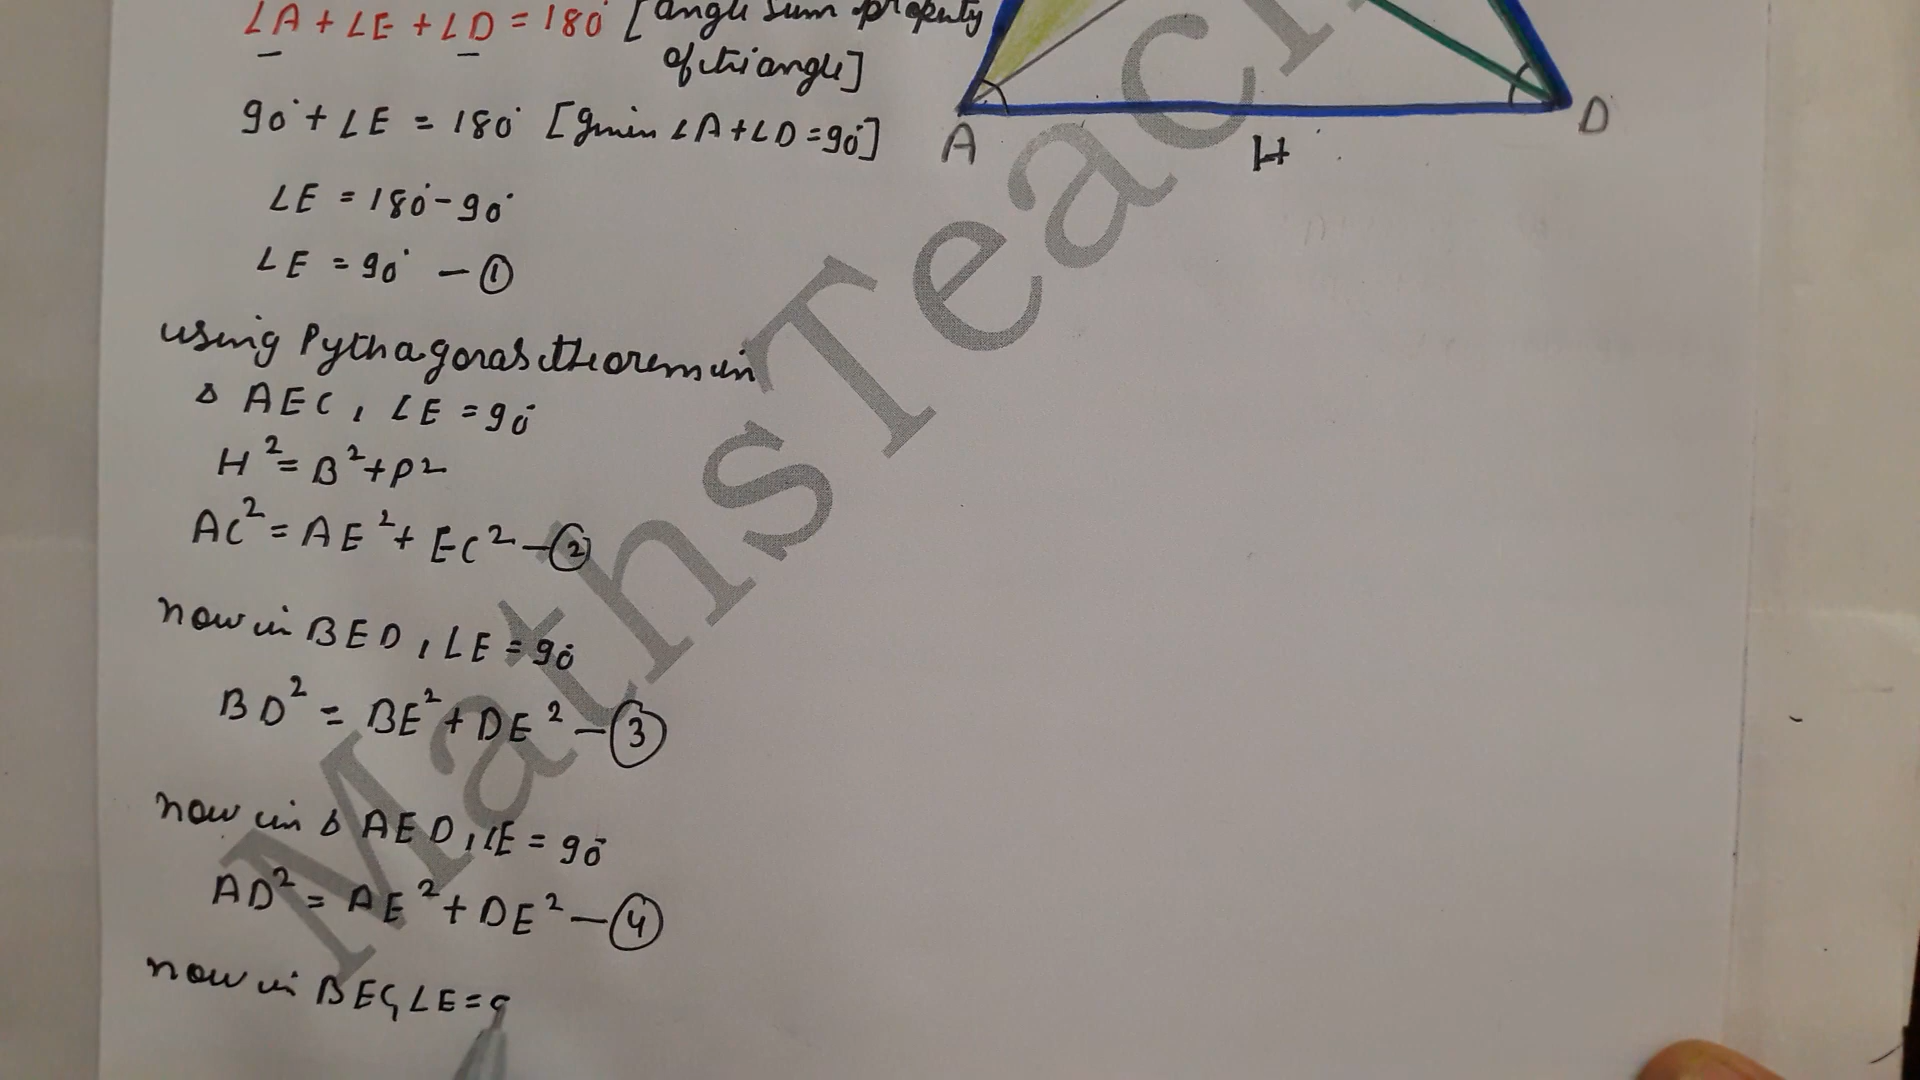 ∠A + ∠E + ∠D = 180° [angle sum property
of triangle]
90° + ∠E = 180° [given ∠A + ∠D = 90°]
∠E = 180° - 90°
∠E = 90° - ①
using Pythagoras theorem in
△ AEC, ∠E = 90°
H² = B² + P²
AC² = AE² + EC² - ②
now in BED, ∠E = 90°
BD² = BE² + DE² - ③
now in △ AED, ∠E = 90°
AD² = AE² + DE² - ④
now in BEC, ∠E = 9
A
H
D
MathsTeac